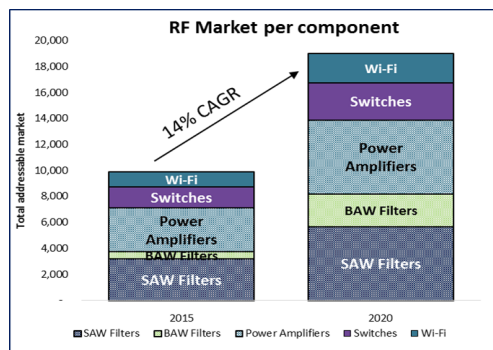 RF Market per component
Total addressable market
20,000
18,000
16,000
14,000
12,000
10,000
8,000
6,000
4,000
2,000
-
14% CAGR
Wi-Fi
Switches
Power
Amplifiers
BAW Filters
SAW Filters
Wi-Fi
Switches
Power
Amplifiers
BAW Filters
SAW Filters
2015
2020
SAW Filters
BAW Filters
Power Amplifiers
Switches
Wi-Fi